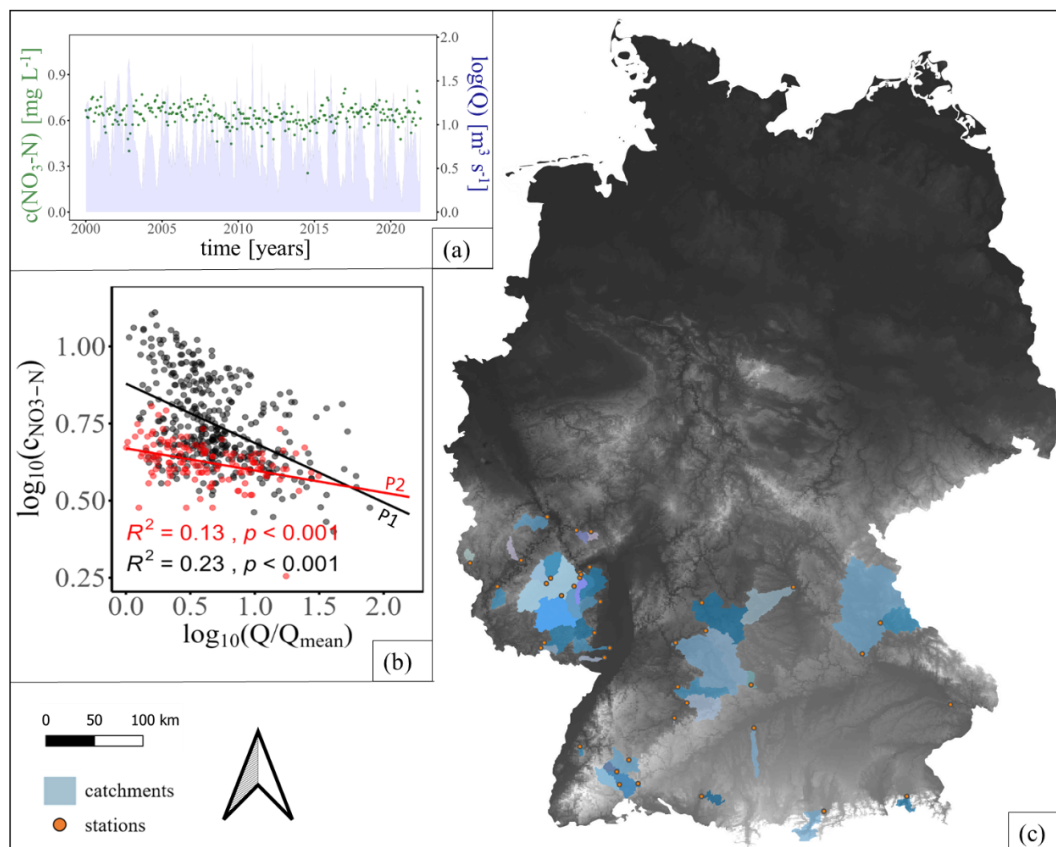 c(NO₃-N) [mg L⁻¹]
0.9
0.6
0.3
0.0
2.0
1.5
1.0
0.5
0.0
log(Q) [m³ s⁻¹]
2000 2005 2010 2015 2020
time [years]
(a)
log₁₀(c_NO3−N)
1.00
0.75
0.50
0.25
P2
P1
R² = 0.13 , p < 0.001
R² = 0.23 , p < 0.001
0.0 0.5 1.0 1.5 2.0
log₁₀(Q/Q_mean)
(b)
0 50 100 km
catchments
stations
(c)